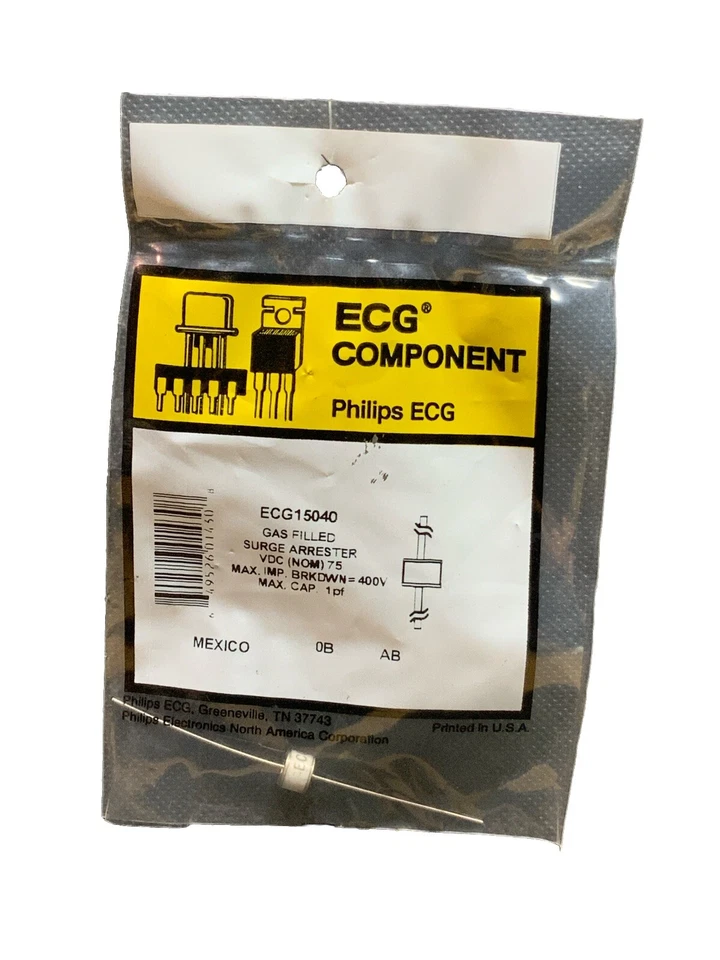 ECG®
COMPONENT
Philips ECG
ECG15040
GAS FILLED
SURGE ARRESTER
VDC (NOM) 75
MAX. IMP. BRKDWN = 400V
MAX. CAP. 1pf
MEXICO 0B AB
Philips ECG, Greeneville, TN 37743
Philips Electronics North America Corporation
Printed in U.S.A.
EC